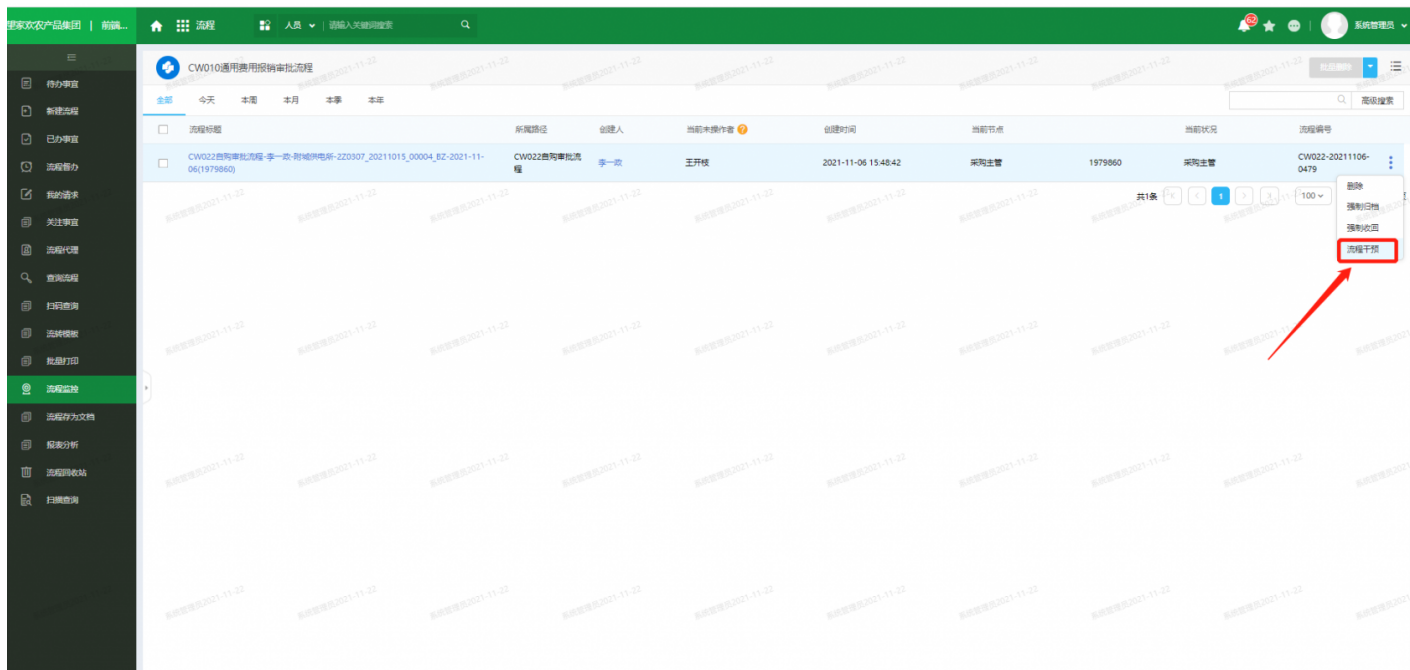 里家欢农产品集团 | 前端...
流程
人员
请输入关键词搜索
62
系统管理员
待办事宜
新建流程
已办事宜
流程督办
我的请求
关注事宜
流程代理
查询流程
扫码查询
流转模板
批量打印
流程监控
流程存为文档
报表分析
流程回收站
扫描查询
CW010通用费用报销审批流程
批量删除
全部 今天 本周 本月 本季 本年
高级搜索
流程标题 所属路径 创建人 当前未操作者 ? 创建时间 当前节点 当前状况 流程编号
CW022自购审批流程-李一政-附城供电所-2Z0307_20211015_00004_BZ-2021-11-
06(1979860)
CW022自购审批流
程
李一政 王开枝 2021-11-06 15:48:42 采购主管 1979860 采购主管
CW022-20211106-
0479
共1条 1 100
删除
强制归档
强制收回
流程干预
系统管理员2021-11-22